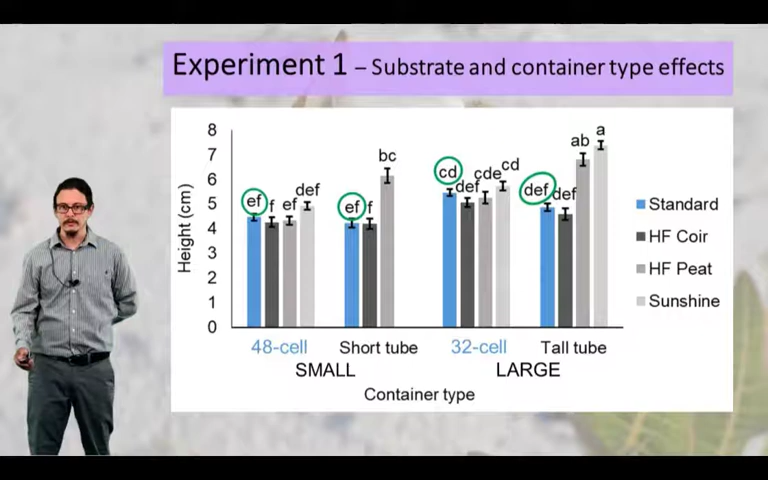 Experiment 1 – Substrate and container type effects
8
7
6
5
4
3
2
1
0
Height (cm)
ef f ef def
ef f bc
cd def cde cd
def def ab a
Standard
HF Coir
HF Peat
Sunshine
48-cell Short tube 32-cell Tall tube
SMALL LARGE
Container type